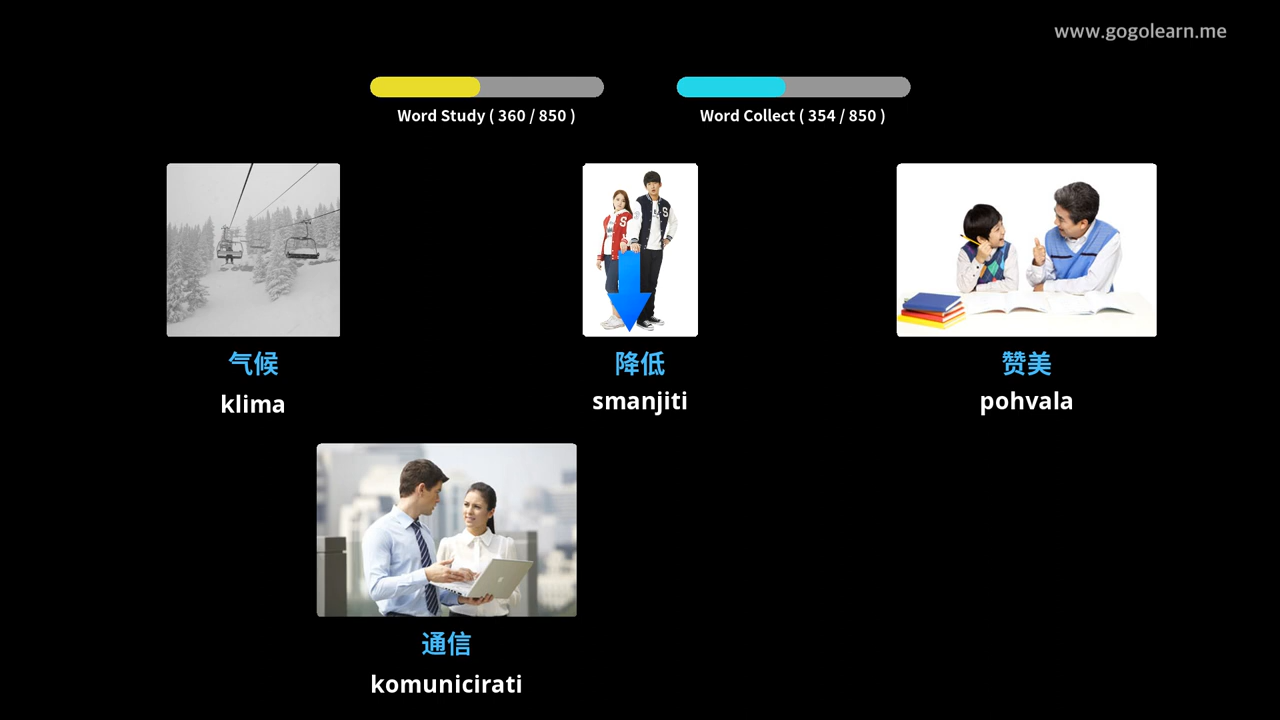 www.gogolearn.me
Word Study ( 360 / 850 )
Word Collect ( 354 / 850 )
气候
降低
赞美
klima
smanjiti
pohvala
通信
komunicirati